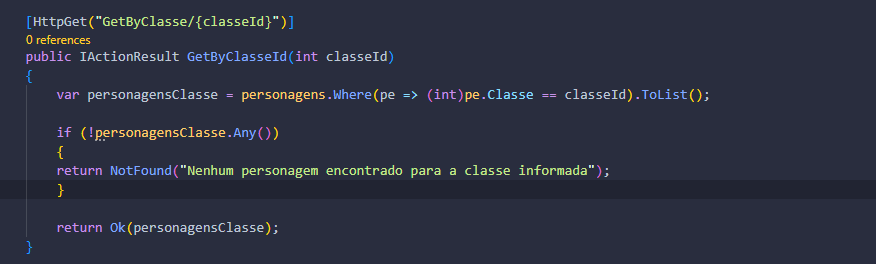 [HttpGet("GetByClasse/{classeId}")]
0 references
public IActionResult GetByClasseId(int classeId)
{
var personagensClasse = personagens.Where(pe => (int)pe.Classe == classeId).ToList();
if (!personagensClasse.Any())
{
return NotFound("Nenhum personagem encontrado para a classe informada");
}
return Ok(personagensClasse);
}